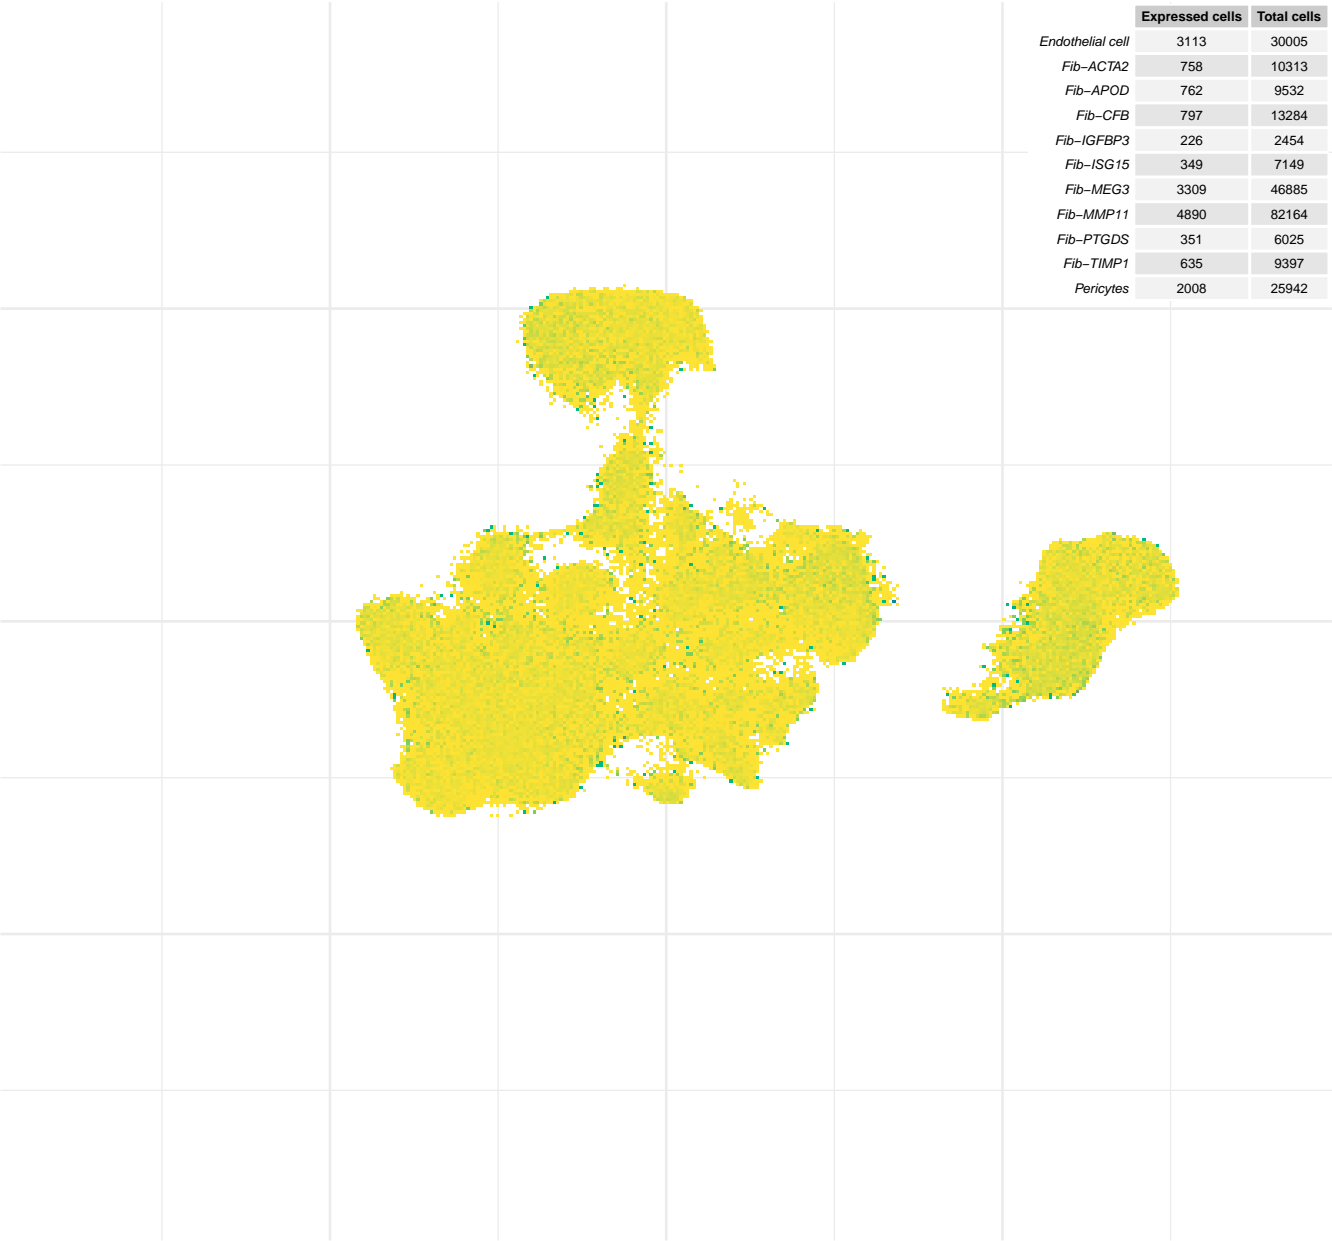 Expressed cells Total cells
Endothelial cell 3113 30005
Fib−ACTA2 758 10313
Fib−APOD 762 9532
Fib−CFB 797 13284
Fib−IGFBP3 226 2454
Fib−ISG15 349 7149
Fib−MEG3 3309 46885
Fib−MMP11 4890 82164
Fib−PTGDS 351 6025
Fib−TIMP1 635 9397
Pericytes 2008 25942